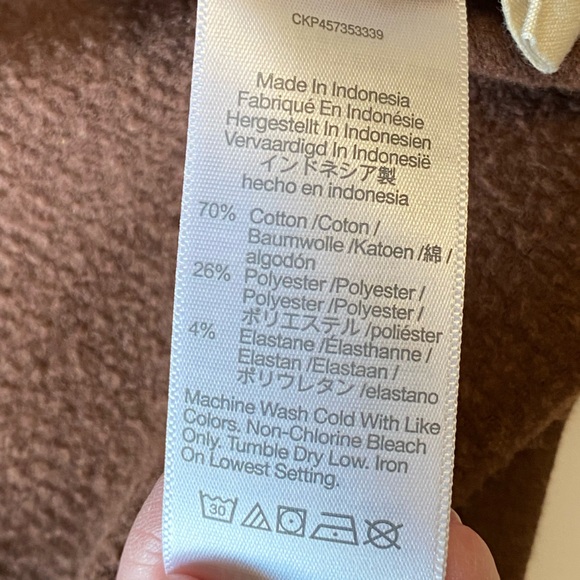 CKP457353339
Made In Indonesia
Fabriqué En Indonésie
Hergestellt In Indonesien
Vervaardigd In Indonesië
インドネシア製
hecho en indonesia
70% Cotton /Coton /
Baumwolle /Katoen /綿 /
algodón
26% Polyester /Polyester /
Polyester /Polyester /
ポリエステル /poliéster
4% Elastane /Élasthanne /
Elastan /Elastaan /
ポリウレタン /elastano
Machine Wash Cold With Like
Colors. Non-Chlorine Bleach
Only. Tumble Dry Low. Iron
On Lowest Setting.
30